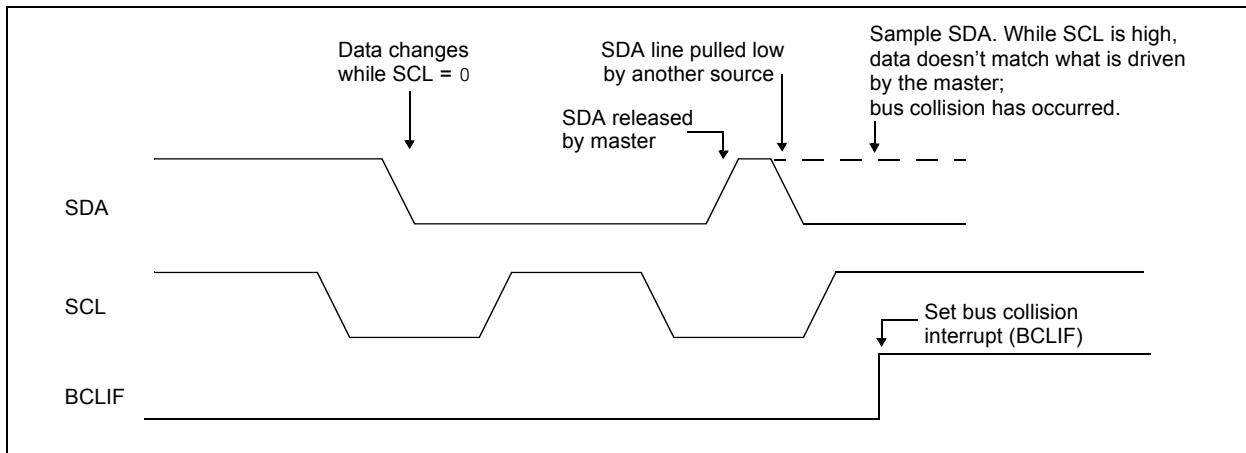 Data changes
while SCL = 0
SDA line pulled low
by another source
SDA released
by master
Sample SDA. While SCL is high,
data doesn’t match what is driven
by the master;
bus collision has occurred.
SDA
SCL
Set bus collision
interrupt (BCLIF)
BCLIF